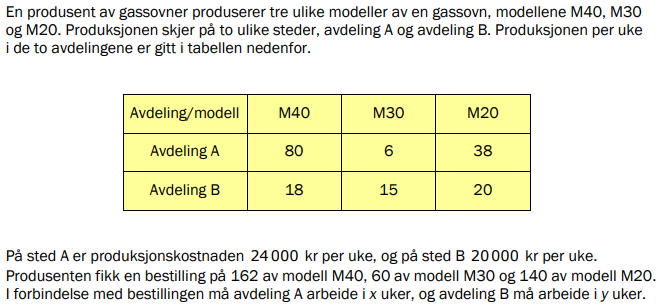 En produsent av gassovner produserer tre ulike modeller av en gassovn, modellene M40, M30
og M20. Produksjonen skjer på to ulike steder, avdeling A og avdeling B. Produksjonen per uke
i de to avdelingene er gitt i tabellen nedenfor.
Avdeling/modell M40 M30 M20
Avdeling A 80 6 38
Avdeling B 18 15 20
På sted A er produksjonskostnaden 24 000 kr per uke, og på sted B 20 000 kr per uke.
Produsenten fikk en bestilling på 162 av modell M40, 60 av modell M30 og 140 av modell M20.
I forbindelse med bestillingen må avdeling A arbeide i x uker, og avdeling B må arbeide i y uker.